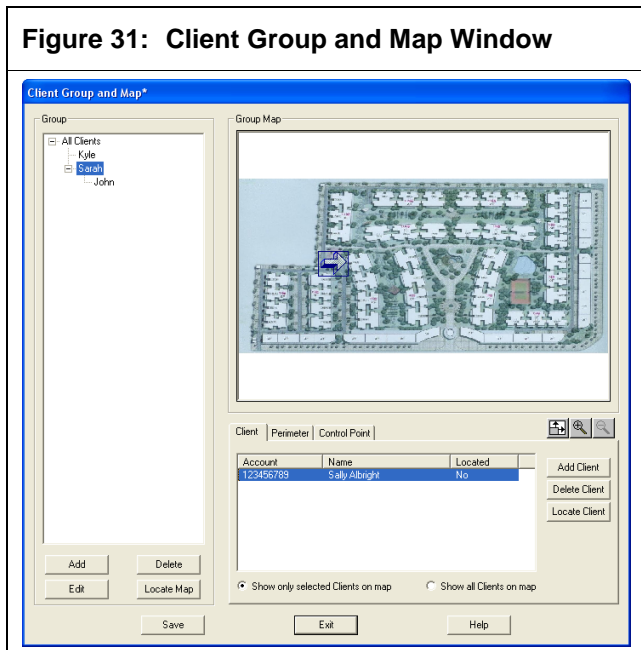 Figure 31: Client Group and Map Window
Client Group and Map*
Group
All Clients
Kyle
Sarah
John
Add
Delete
Edit
Locate Map
Group Map
Client
Perimeter
Control Point
Account Name Located
123456789 Sally Albright No
Add Client
Delete Client
Locate Client
Show only selected Clients on map
Show all Clients on map
Save
Exit
Help